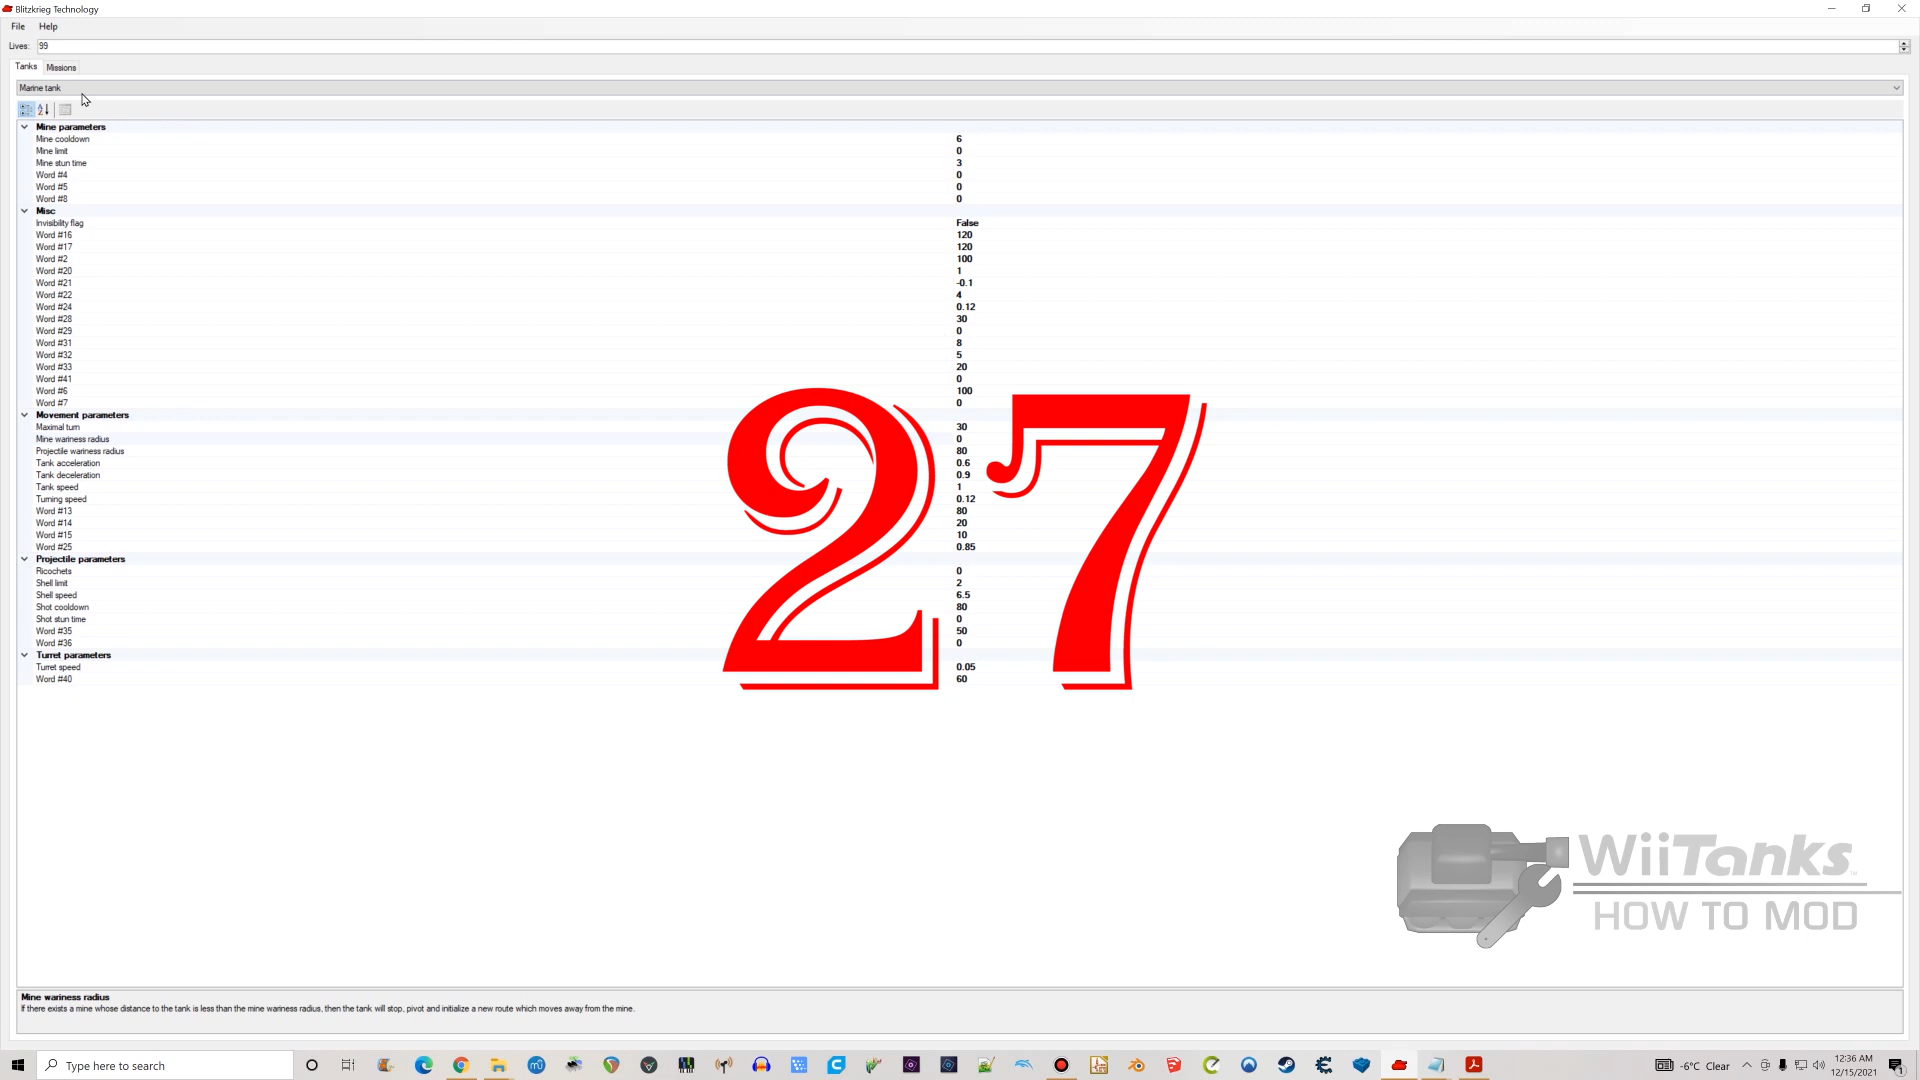 Blitzkrieg Technology
File Help
Lives: 99
Tanks Missions
Marine tank
Mine parameters
Mine cooldown 6
Mine limit 0
Mine stun time 3
Word #4 0
Word #5 0
Word #8 0
Misc
Invisibility flag False
Word #16 120
Word #17 120
Word #2 100
Word #20 1
Word #21 -0.1
Word #22 4
Word #24 0.12
Word #28 30
Word #29 0
Word #31 8
Word #32 5
Word #33 20
Word #41 0
Word #6 100
Word #7 0
Movement parameters
Maximal turn 30
Mine wariness radius 0
Projectile wariness radius 80
Tank acceleration 0.6
Tank deceleration 0.9
Tank speed 1
Turning speed 0.12
Word #13 80
Word #14 20
Word #15 10
Word #25 0.85
Projectile parameters
Ricochets 0
Shell limit 2
Shell speed 6.5
Shot cooldown 80
Shot stun time 0
Word #35 50
Word #36 0
Turret parameters
Turret speed 0.05
Word #40 60
27
WiiTanks
HOW TO MOD
Mine wariness radius
If there exists a mine whose distance to the tank is less than the mine wariness radius, then the tank will stop, pivot and initialize a new route which moves away from the mine.
Type here to search
-6°C Clear
12:36 AM
12/15/2021